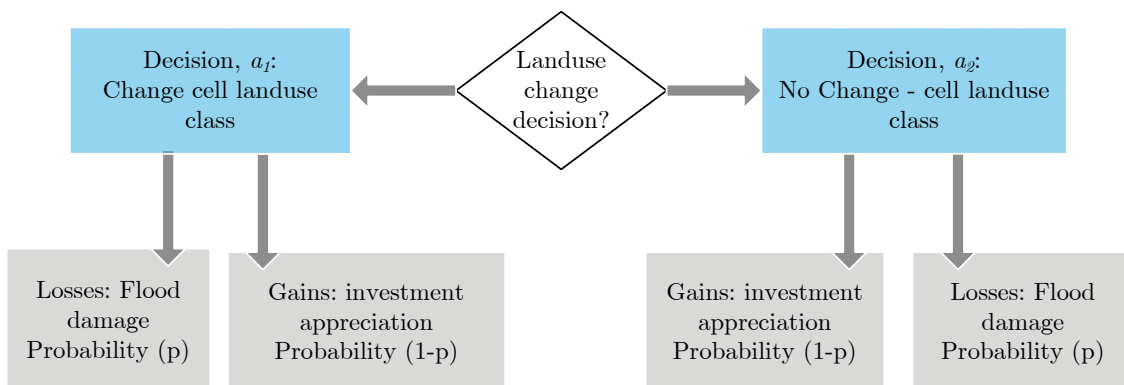 Decision, a₁:
Change cell landuse
class
Landuse
change
decision?
Decision, a₂:
No Change - cell landuse
class
Losses: Flood
damage
Probability (p)
Gains: investment
appreciation
Probability (1-p)
Gains: investment
appreciation
Probability (1-p)
Losses: Flood
damage
Probability (p)